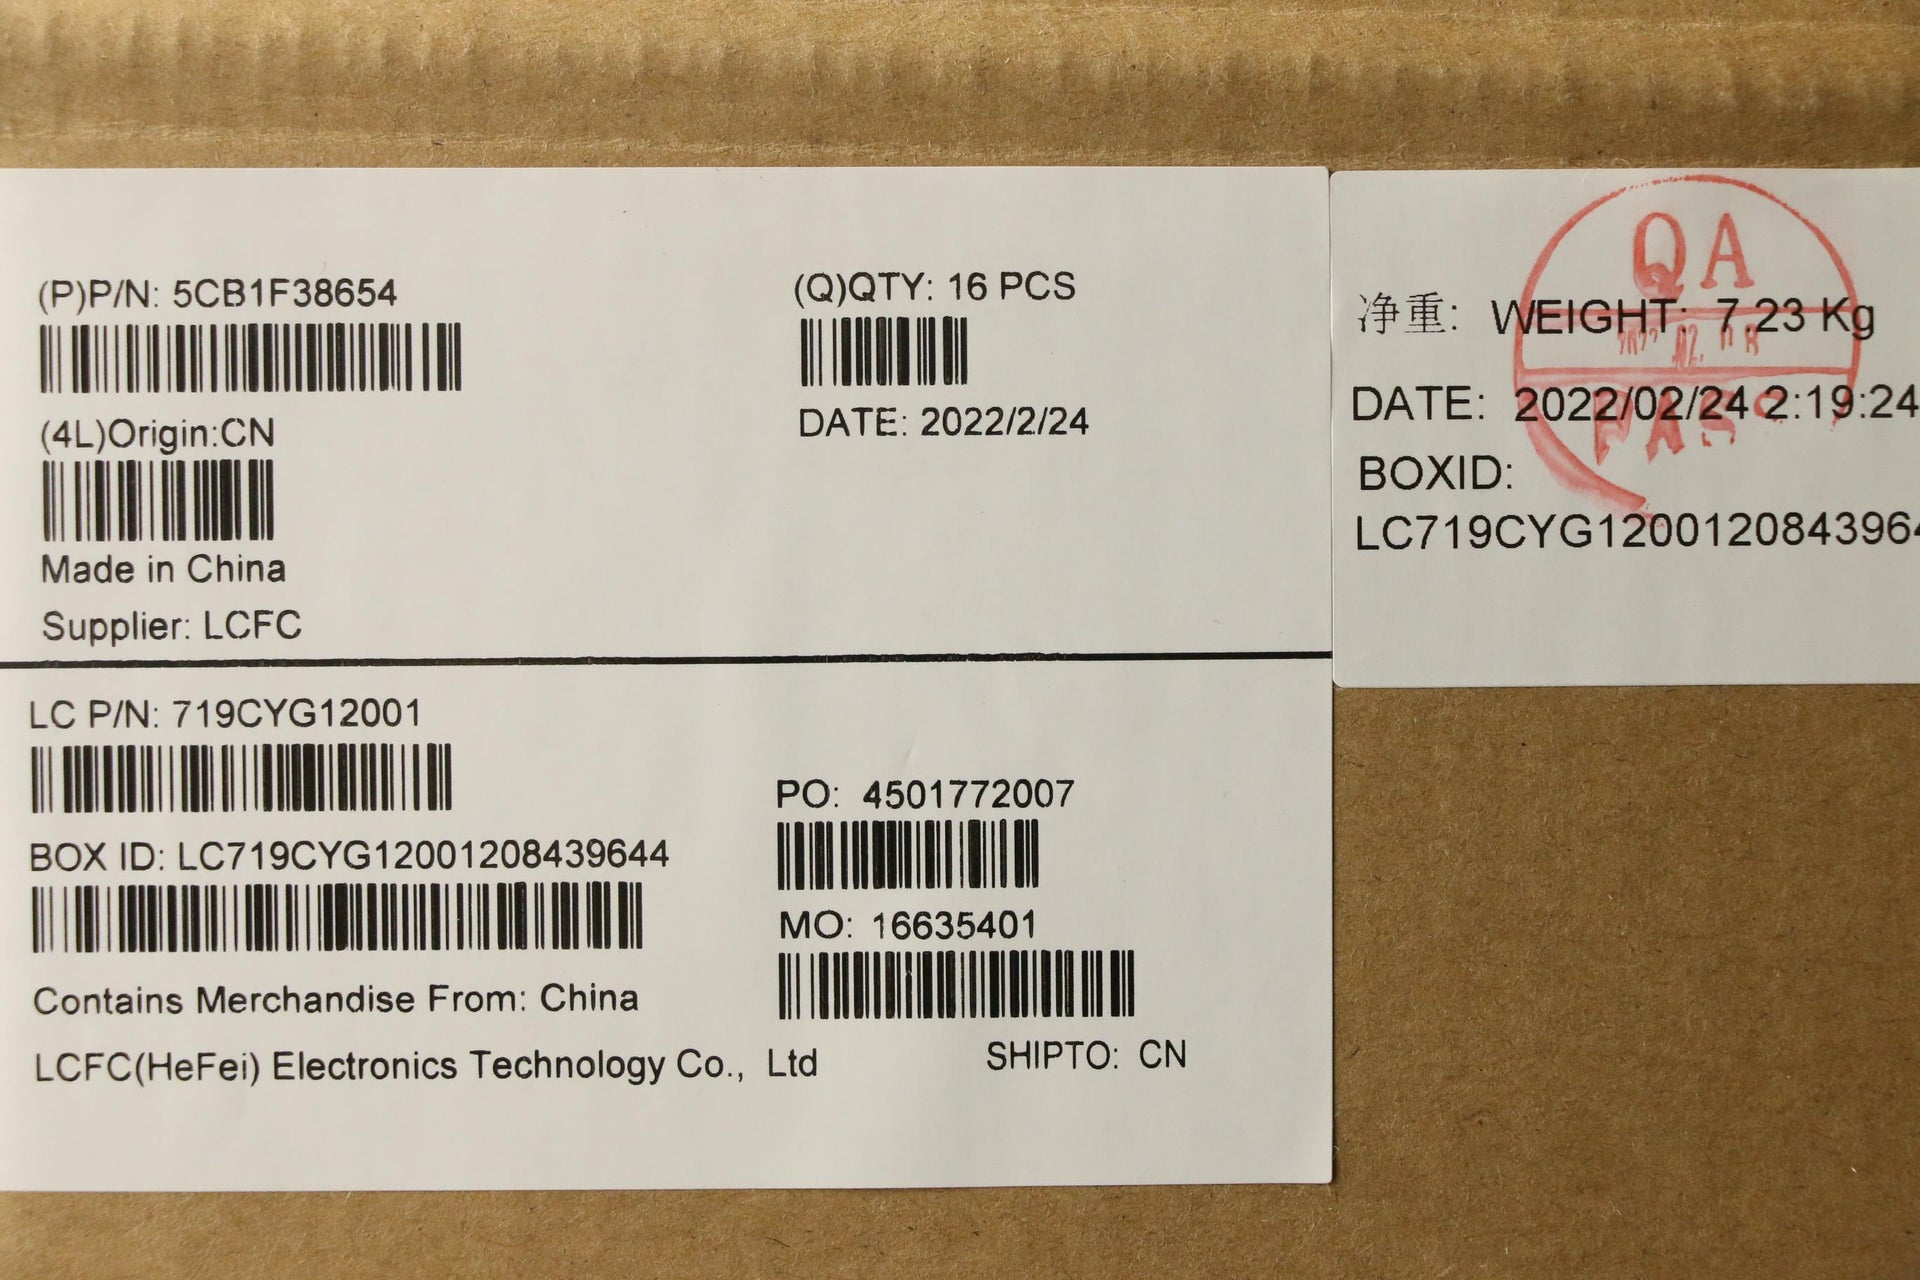 (P)P/N: 5CB1F38654
(4L)Origin:CN
Made in China
Supplier: LCFC
(Q)QTY: 16 PCS
DATE: 2022/2/24
LC P/N: 719CYG12001
BOX ID: LC719CYG12001208439644
Contains Merchandise From: China
LCFC(HeFei) Electronics Technology Co., Ltd
PO: 4501772007
MO: 16635401
SHIPTO: CN
QA
净重: WEIGHT: 7.23 Kg
DATE: 2022/02/24 2:19:24
PASS
BOXID:
LC719CYG1200120843964